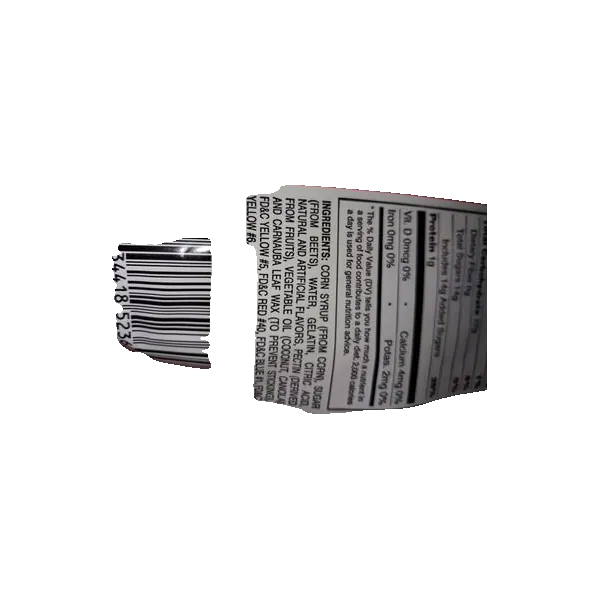 Total Carbohydrate
Dietary Fiber 0g 0%
Total Sugars 14g
Includes 14g Added Sugars
Protein 1g
Vit. D 0mcg 0% • Calcium 4mg 0%
Iron 0mg 0% • Potas. 2mg 0%
* The % Daily Value (DV) tells you how much a nutrient in
a serving of food contributes to a daily diet. 2,000 calories
a day is used for general nutrition advice.
INGREDIENTS: CORN SYRUP (FROM CORN), SUGAR
(FROM BEETS), WATER, GELATIN, CITRIC ACID,
NATURAL AND ARTIFICIAL FLAVORS, PECTIN (DERIVED
FROM FRUITS), VEGETABLE OIL (COCONUT, CANOLA)
AND CARNAUBA LEAF WAX (TO PREVENT STICKING),
FD&C YELLOW #5, FD&C RED #40, FD&C BLUE #1,
YELLOW #6.
34418 523